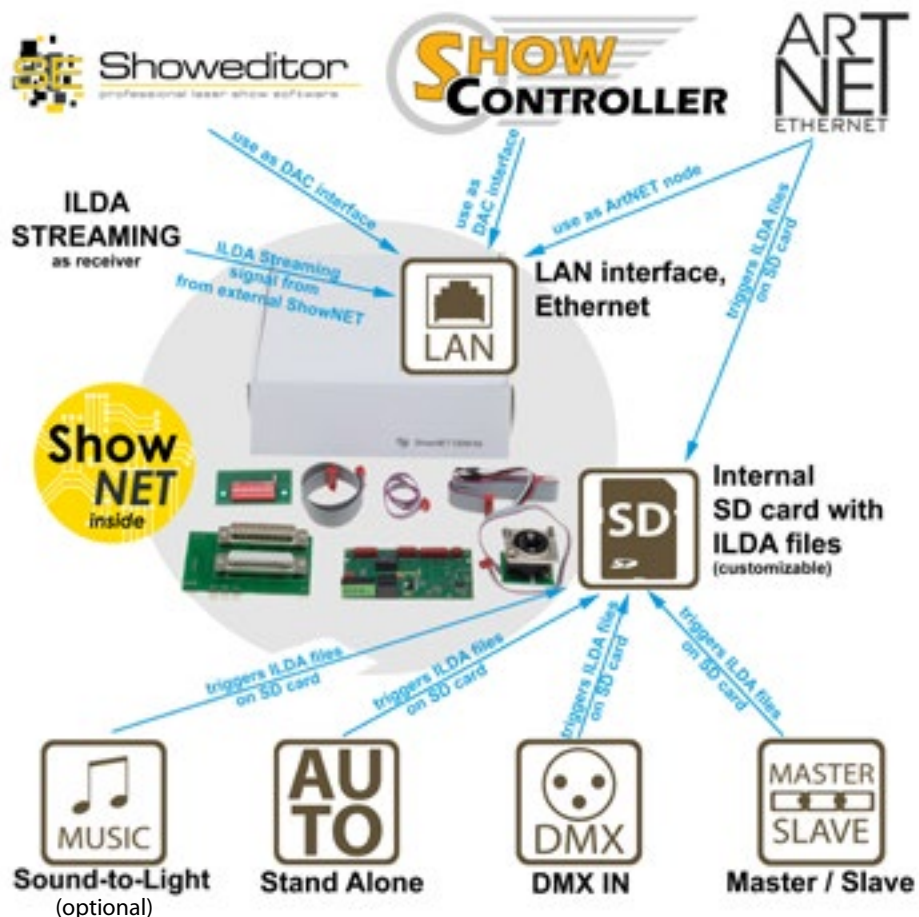 SE Showeditor
professional laser show software
SHOW
CONTROLLER
ART
NET
ETHERNET
use as DAC interface
use as
DAC interface
use as ArtNET node
triggers ILDA files
on SD card
ILDA
STREAMING
as receiver
ILDA Streaming
signal from
from external ShowNET
LAN
LAN interface,
Ethernet
Show
NET
inside
SD
Internal
SD card with
ILDA files
(customizable)
triggers ILDA files
on SD card
triggers ILDA files
on SD card
triggers ILDA files
on SD card
triggers ILDA files
on SD card
MUSIC
AU
TO
DMX
MASTER
SLAVE
Sound-to-Light
(optional)
Stand Alone
DMX IN
Master / Slave